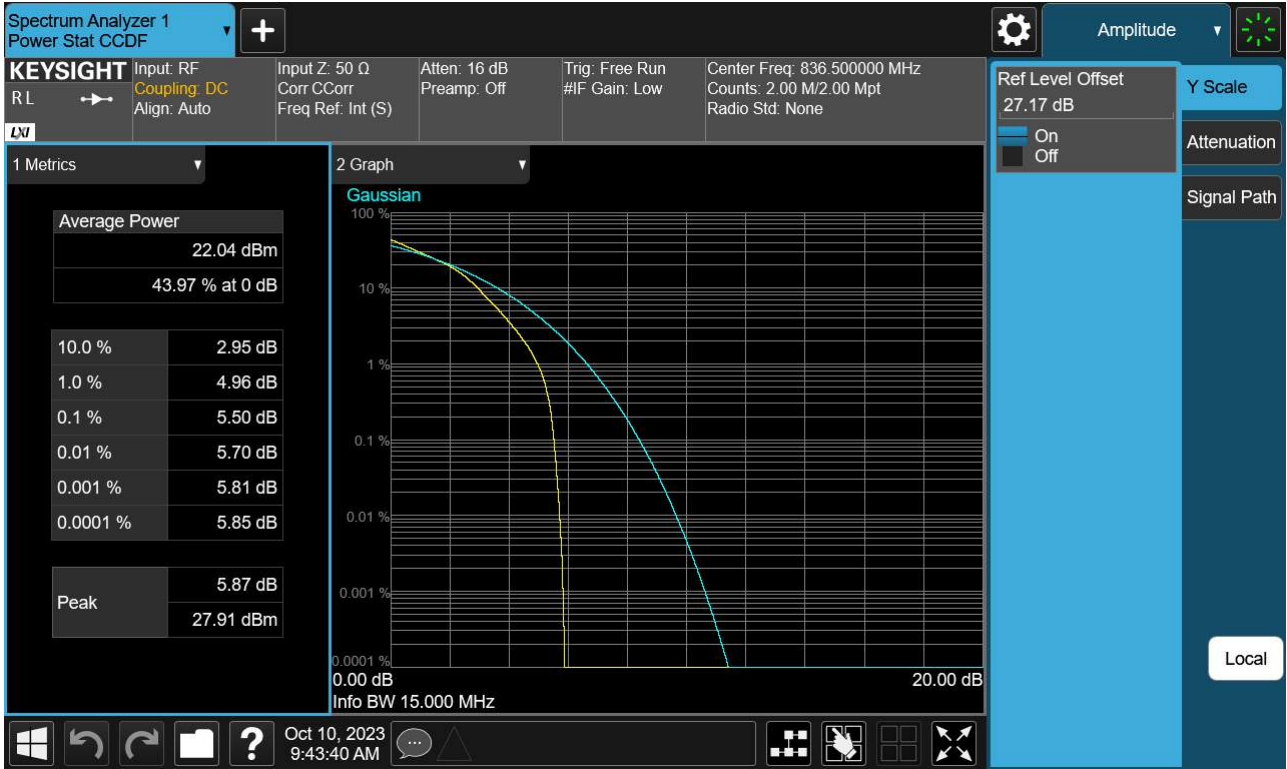 Spectrum Analyzer 1
Power Stat CCDF
Amplitude
KEYSIGHT
RL
LXI
Input: RF
Coupling: DC
Align: Auto
Input Z: 50 Ω
Corr CCorr
Freq Ref: Int (S)
Atten: 16 dB
Preamp: Off
Trig: Free Run
#IF Gain: Low
Center Freq: 836.500000 MHz
Counts: 2.00 M/2.00 Mpt
Radio Std: None
Ref Level Offset
27.17 dB
On
Off
Y Scale
Attenuation
Signal Path
Local
1 Metrics
Average Power
22.04 dBm
43.97 % at 0 dB
10.0 % 2.95 dB
1.0 % 4.96 dB
0.1 % 5.50 dB
0.01 % 5.70 dB
0.001 % 5.81 dB
0.0001 % 5.85 dB
Peak 5.87 dB
27.91 dBm
2 Graph
Gaussian
100 %
10 %
1 %
0.1 %
0.01 %
0.001 %
0.0001 %
0.00 dB 20.00 dB
Info BW 15.000 MHz
?
Oct 10, 2023
9:43:40 AM